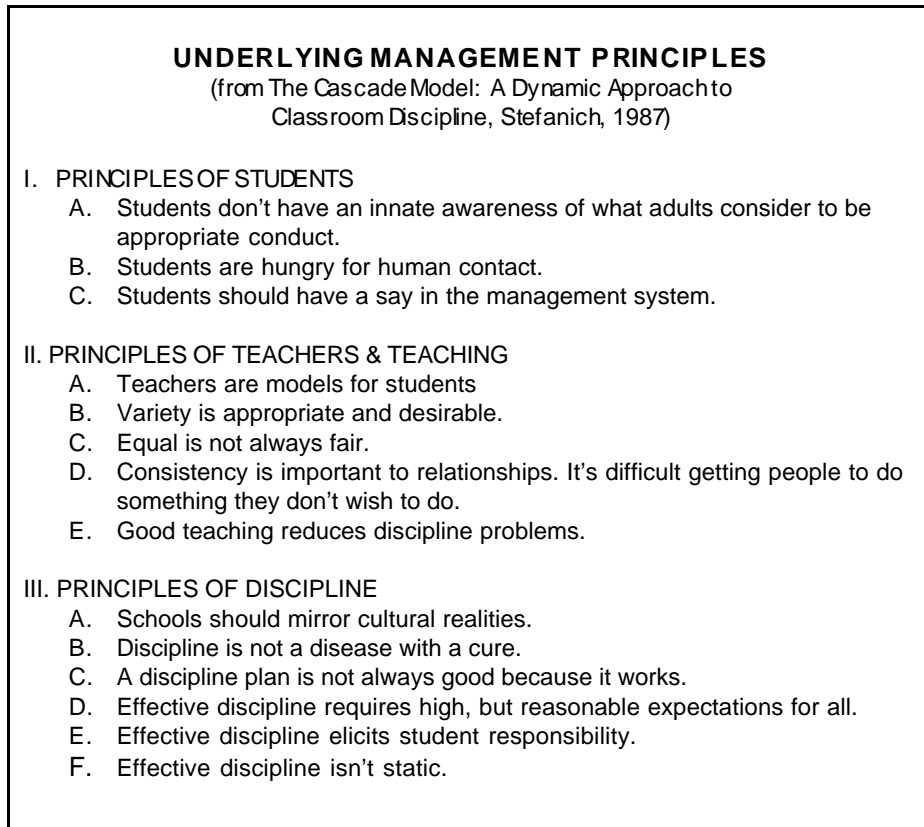 UNDERLYING MANAGEMENT PRINCIPLES
(from The Cascade Model: A Dynamic Approach to
Classroom Discipline, Stefanich, 1987)
I. PRINCIPLES OF STUDENTS
A. Students don't have an innate awareness of what adults consider to be
appropriate conduct.
B. Students are hungry for human contact.
C. Students should have a say in the management system.
II. PRINCIPLES OF TEACHERS & TEACHING
A. Teachers are models for students
B. Variety is appropriate and desirable.
C. Equal is not always fair.
D. Consistency is important to relationships. It's difficult getting people to do
something they don't wish to do.
E. Good teaching reduces discipline problems.
III. PRINCIPLES OF DISCIPLINE
A. Schools should mirror cultural realities.
B. Discipline is not a disease with a cure.
C. A discipline plan is not always good because it works.
D. Effective discipline requires high, but reasonable expectations for all.
E. Effective discipline elicits student responsibility.
F. Effective discipline isn't static.